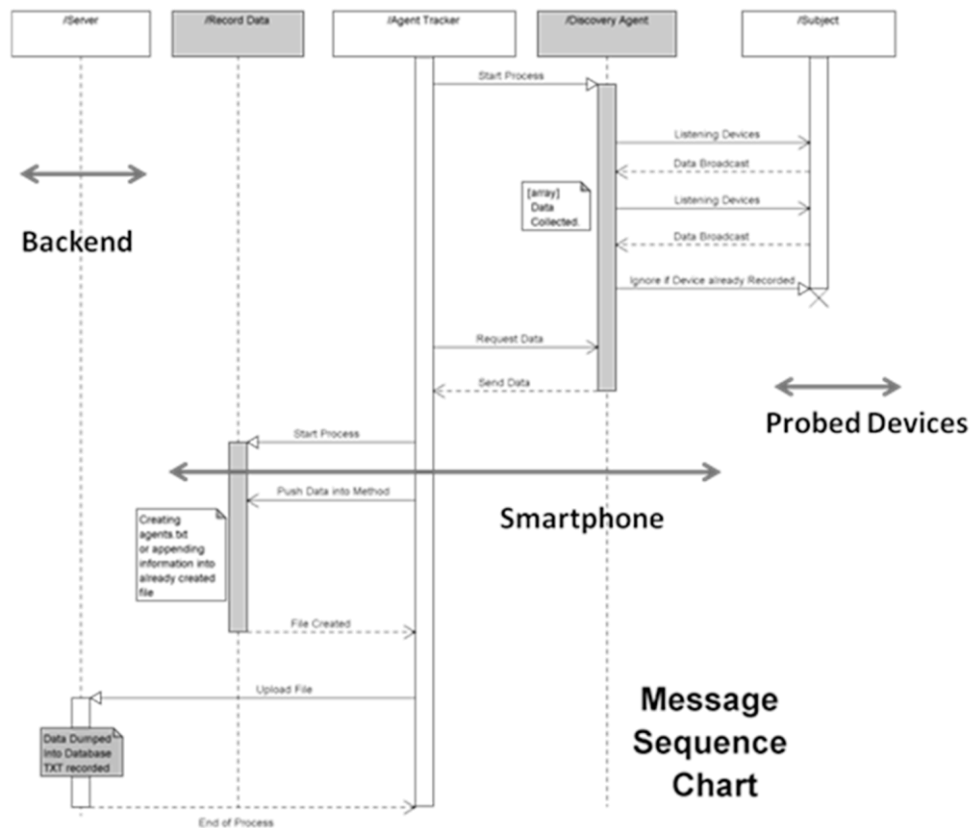 /Server
/Record Data
/Agent Tracker
/Discovery Agent
/Subject
Start Process
Listening Devices
Data Broadcast
[array]
Data
Collected.
Listening Devices
Data Broadcast
Backend
Ignore if Device already Recorded
Request Data
Send Data
Probed Devices
Start Process
Push Data into Method
Smartphone
Creating
agents.txt
or appending
information into
already created
file
File Created
Upload File
Message
Sequence
Chart
Data Dumped
Into Database
TXT recorded
End of Process